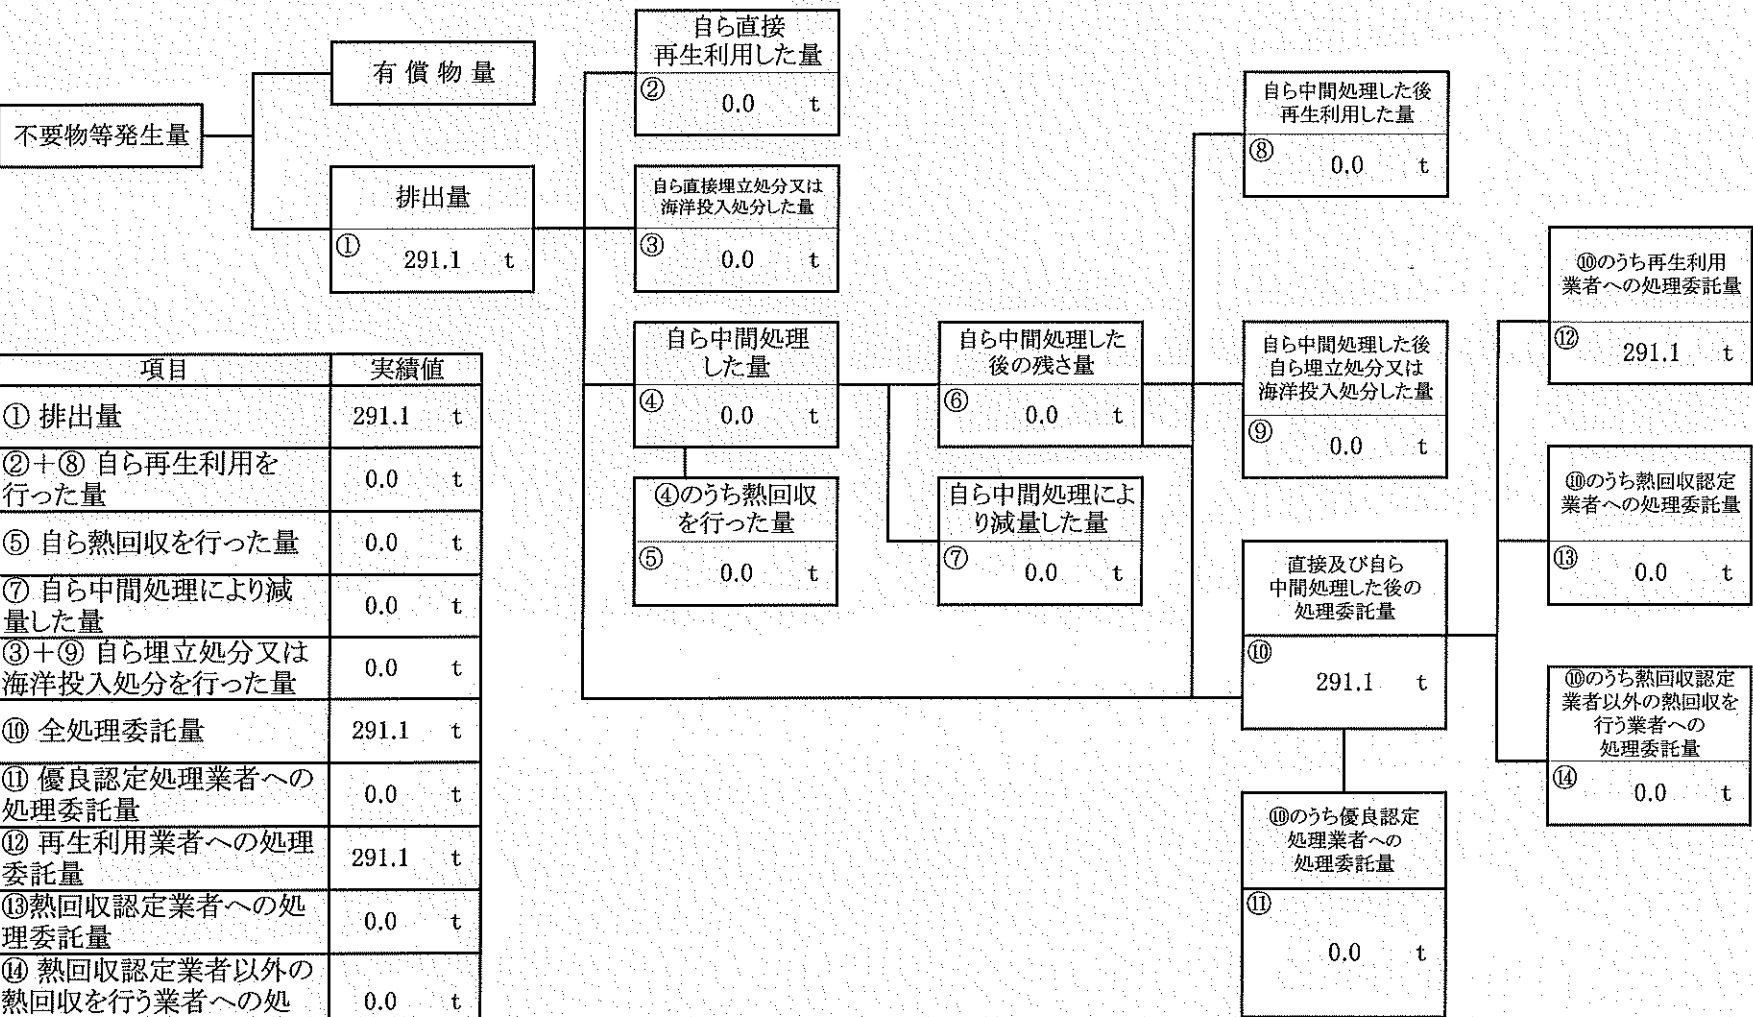 不要物等発生量
有 償 物 量
排出量
① 291.1 t
自ら直接
再生利用した量
② 0.0 t
自ら直接埋立処分又は
海洋投入処分した量
③ 0.0 t
自ら中間処理
した量
④ 0.0 t
④のうち熱回収
を行った量
⑤ 0.0 t
自ら中間処理した
後の残さ量
⑥ 0.0 t
自ら中間処理によ
り減量した量
⑦ 0.0 t
自ら中間処理した後
再生利用した量
⑧ 0.0 t
自ら中間処理した後
自ら埋立処分又は
海洋投入処分した量
⑨ 0.0 t
直接及び自ら
中間処理した後の
処理委託量
⑩ 291.1 t
⑩のうち優良認定
処理業者への
処理委託量
⑪ 0.0 t
⑩のうち再生利用
業者への処理委託量
⑫ 291.1 t
⑩のうち熱回収認定
業者への処理委託量
⑬ 0.0 t
⑩のうち熱回収認定
業者以外の熱回収を
行う業者への
処理委託量
⑭ 0.0 t
項目 実績値
① 排出量 291.1 t
②+⑧ 自ら再生利用を
行った量 0.0 t
⑤ 自ら熱回収を行った量 0.0 t
⑦ 自ら中間処理により減
量した量 0.0 t
③+⑨ 自ら埋立処分又は
海洋投入処分を行った量 0.0 t
⑩ 全処理委託量 291.1 t
⑪ 優良認定処理業者への
処理委託量 0.0 t
⑫ 再生利用業者への処理
委託量 291.1 t
⑬熱回収認定業者への処
理委託量 0.0 t
⑭ 熱回収認定業者以外の
熱回収を行う業者への処 0.0 t